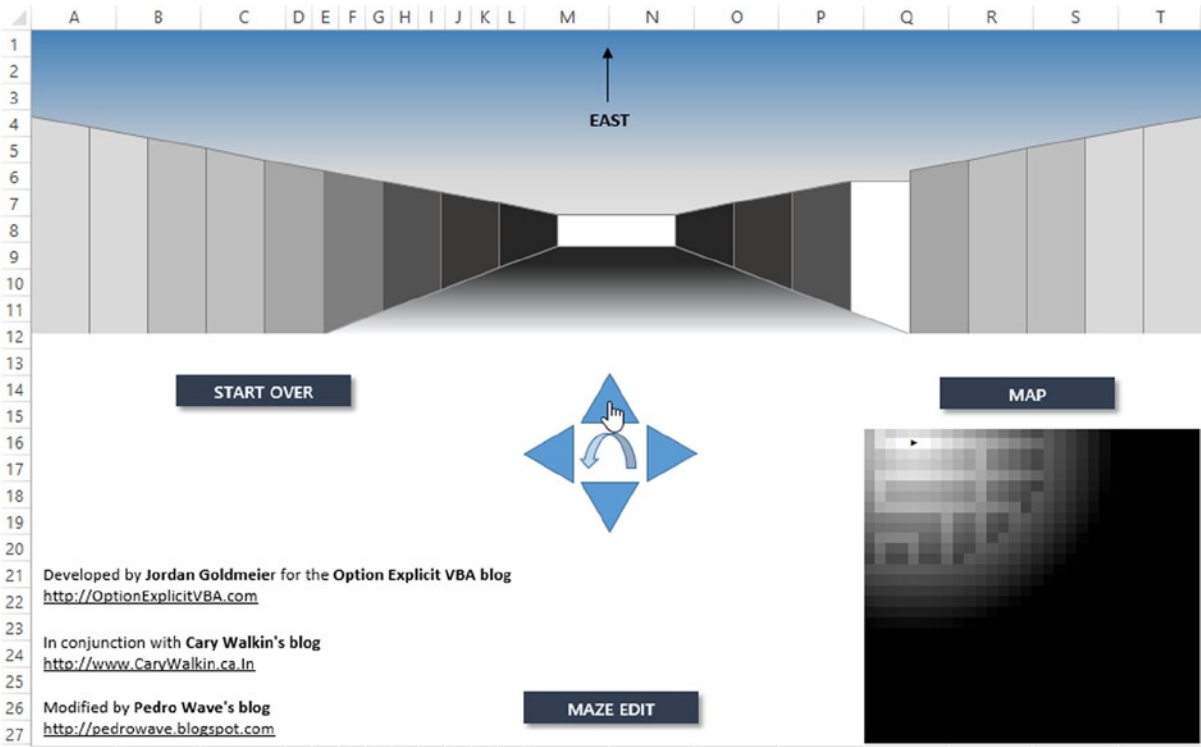 A B C D E F G H I J K L M N O P Q R S T
1
2
3
4
EAST
5
6
7
8
9
10
11
12
13
14
START OVER
MAP
15
16
17
18
19
20
21
Developed by Jordan Goldmeier for the Option Explicit VBA blog
22
http://OptionExplicitVBA.com
23
In conjunction with Cary Walkin's blog
24
http://www.CaryWalkin.ca.In
25
26
Modified by Pedro Wave's blog
MAZE EDIT
27
http://pedrowave.blogspot.com